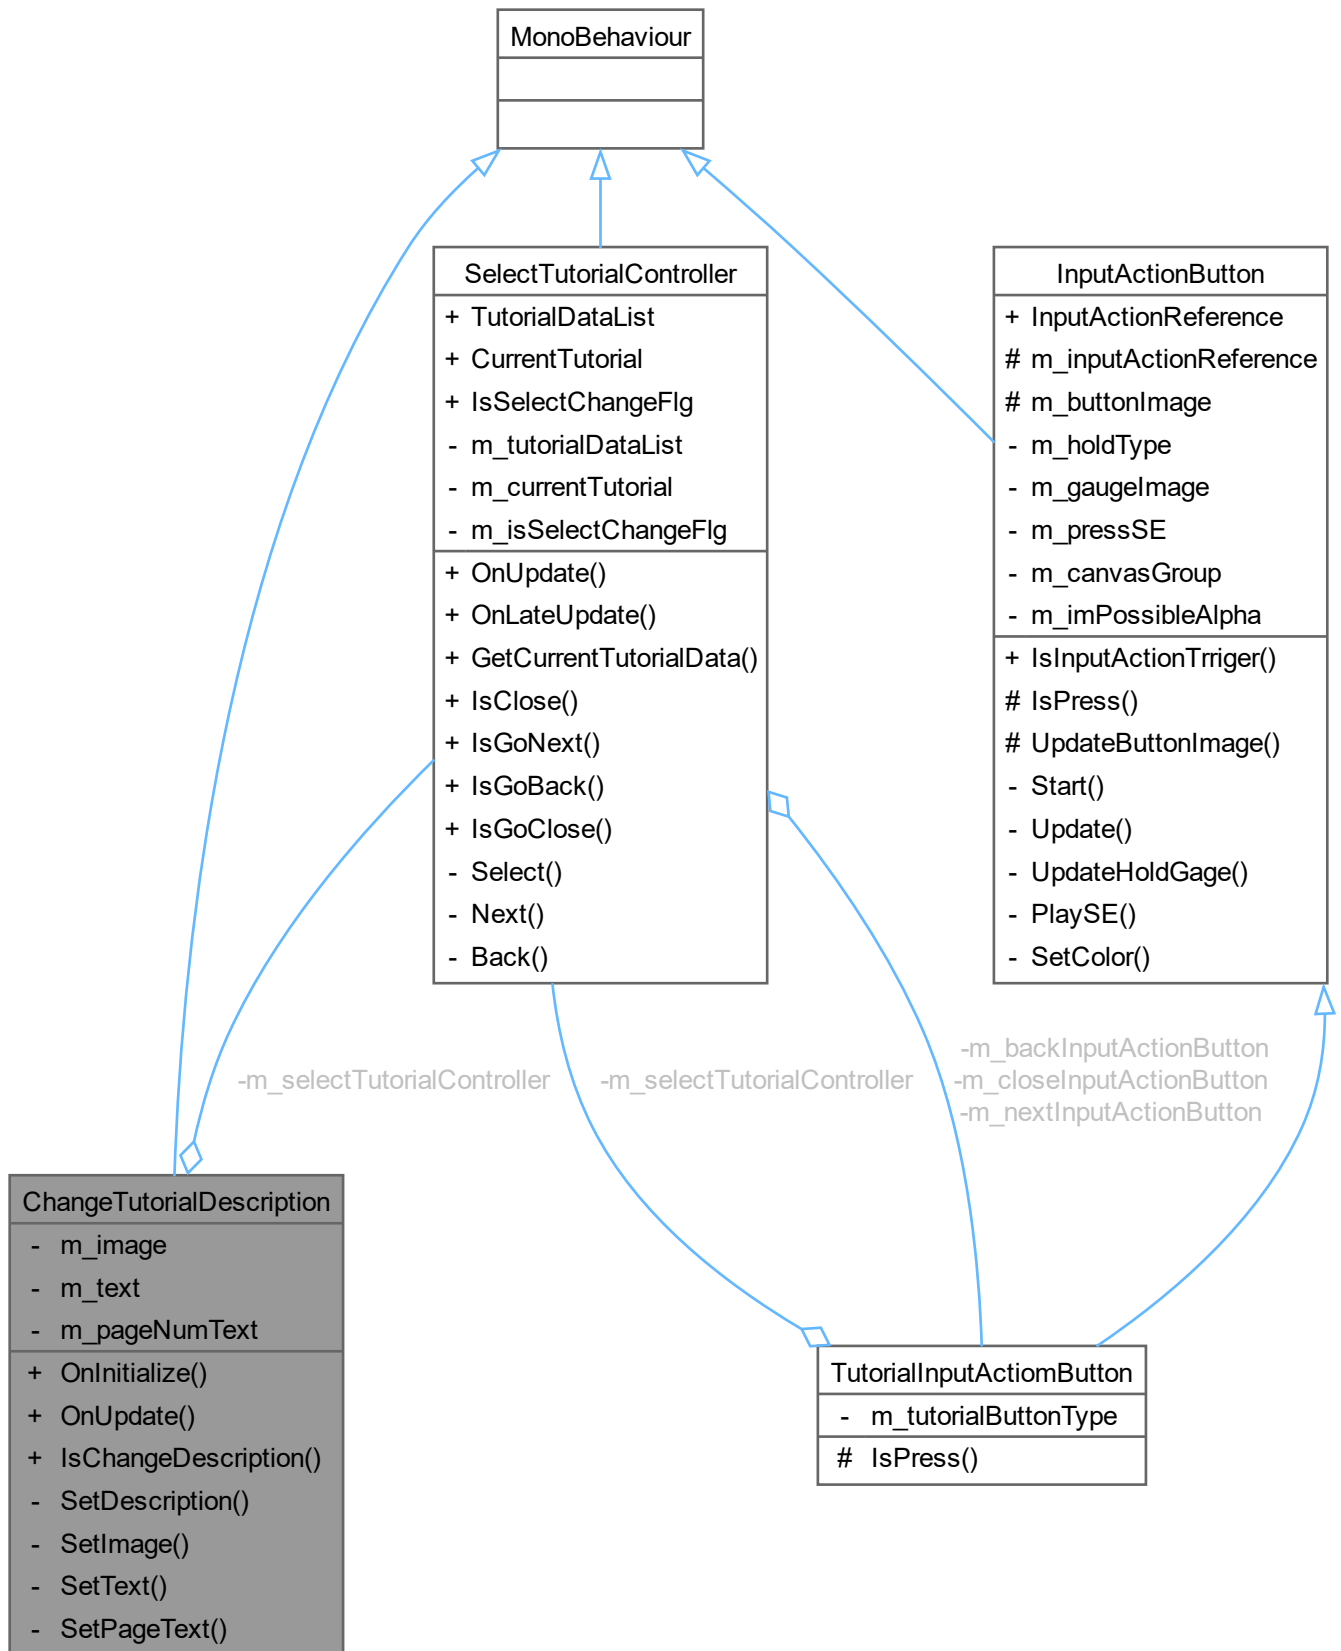 MonoBehaviour
SelectTutorialController
+ TutorialDataList
+ CurrentTutorial
+ IsSelectChangeFlg
- m_tutorialDataList
- m_currentTutorial
- m_isSelectChangeFlg
+ OnUpdate()
+ OnLateUpdate()
+ GetCurrentTutorialData()
+ IsClose()
+ IsGoNext()
+ IsGoBack()
+ IsGoClose()
- Select()
- Next()
- Back()
InputActionButton
+ InputActionReference
# m_inputActionReference
# m_buttonImage
- m_holdType
- m_gaugeImage
- m_pressSE
- m_canvasGroup
- m_imPossibleAlpha
+ IsInputActionTrriger()
# IsPress()
# UpdateButtonImage()
- Start()
- Update()
- UpdateHoldGage()
- PlaySE()
- SetColor()
-m_selectTutorialController
-m_selectTutorialController
-m_backInputActionButton
-m_closeInputActionButton
-m_nextInputActionButton
ChangeTutorialDescription
- m_image
- m_text
- m_pageNumText
+ OnInitialize()
+ OnUpdate()
+ IsChangeDescription()
- SetDescription()
- SetImage()
- SetText()
- SetPageText()
TutorialInputActiomButton
- m_tutorialButtonType
# IsPress()